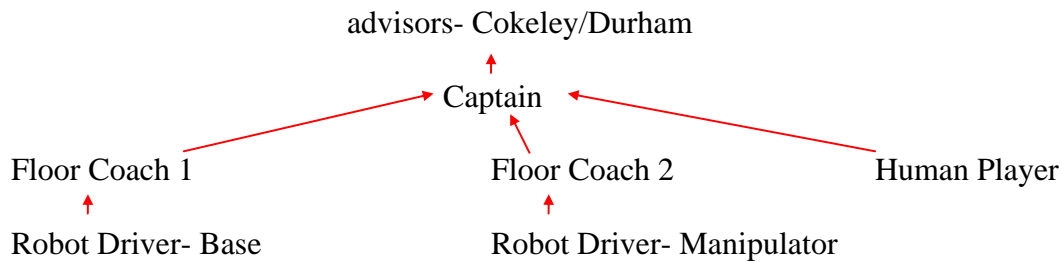 advisors- Cokeley/Durham
Captain
Floor Coach 1 Floor Coach 2 Human Player
Robot Driver- Base Robot Driver- Manipulator